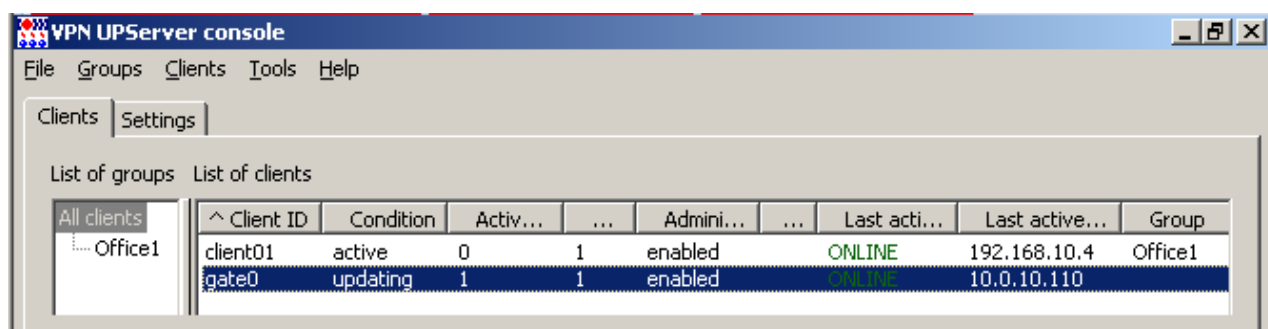 VPN UPServer console
File Groups Clients Tools Help
Clients Settings
List of groups List of clients
All clients ^ Client ID Condition Activ... ... Admini... ... Last acti... Last active... Group
Office1 client01 active 0 1 enabled ONLINE 192.168.10.4 Office1
gate0 updating 1 1 enabled ONLINE 10.0.10.110